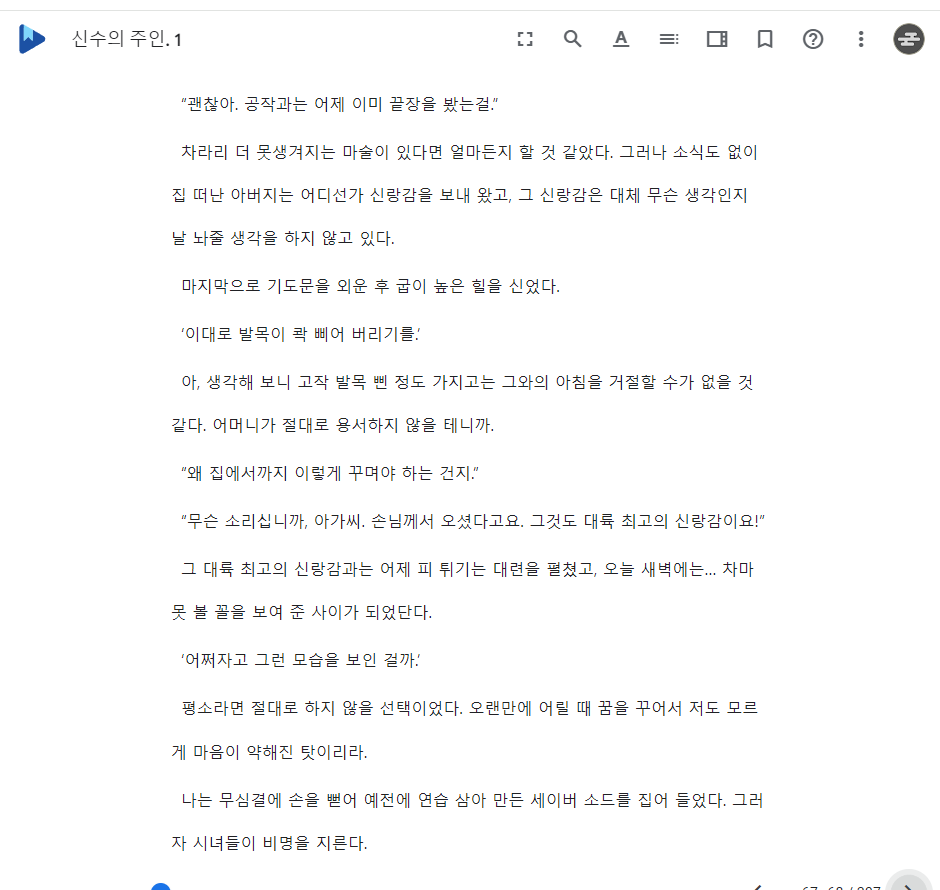 신수의 주인. 1
"괜찮아. 공작과는 어제 이미 끝장을 봤는걸."
차라리 더 못생겨지는 마술이 있다면 얼마든지 할 것 같았다. 그러나 소식도 없이
집 떠난 아버지는 어디선가 신랑감을 보내 왔고, 그 신랑감은 대체 무슨 생각인지
날 놔줄 생각을 하지 않고 있다.
마지막으로 기도문을 외운 후 굽이 높은 힐을 신었다.
'이대로 발목이 콱 삐어 버리기를.'
아, 생각해 보니 고작 발목 삔 정도 가지고는 그와의 아침을 거절할 수가 없을 것
같다. 어머니가 절대로 용서하지 않을 테니까.
"왜 집에서까지 이렇게 꾸며야 하는 건지."
"무슨 소리십니까, 아가씨. 손님께서 오셨다고요. 그것도 대륙 최고의 신랑감이요!"
그 대륙 최고의 신랑감과는 어제 피 튀기는 대련을 펼쳤고, 오늘 새벽에는... 차마
못 볼 꼴을 보여 준 사이가 되었단다.
'어쩌자고 그런 모습을 보인 걸까.'
평소라면 절대로 하지 않을 선택이었다. 오랜만에 어릴 때 꿈을 꾸어서 저도 모르
게 마음이 약해진 탓이리라.
나는 무심결에 손을 뻗어 예전에 연습 삼아 만든 세이버 소드를 집어 들었다. 그러
자 시녀들이 비명을 지른다.